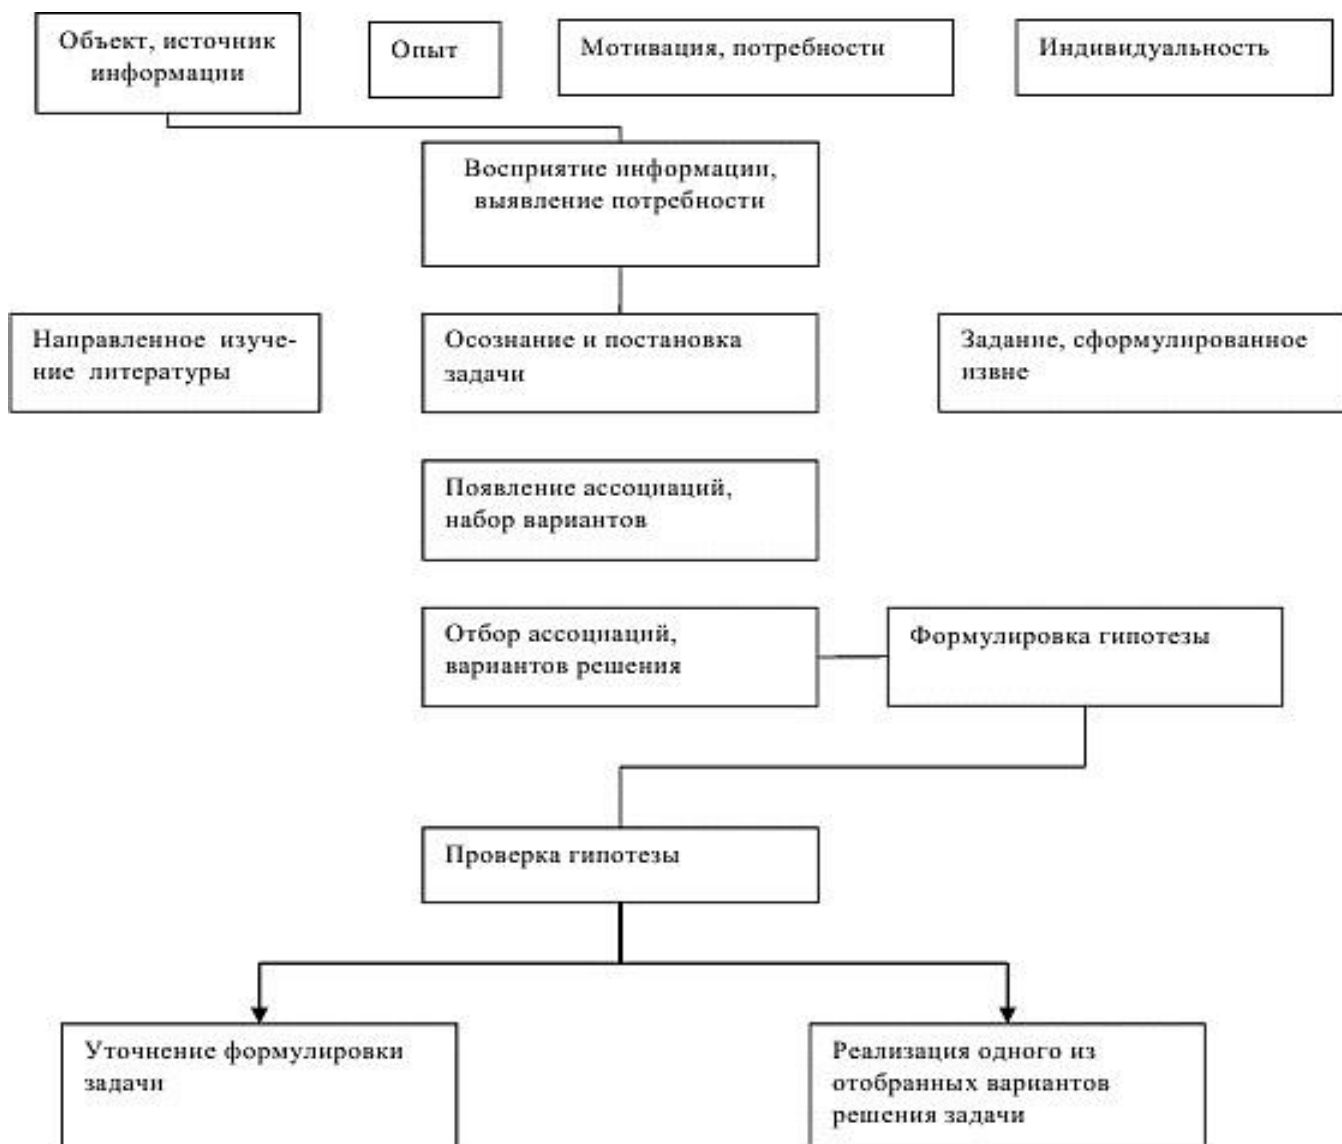 Объект, источник
информации
Опыт
Мотивация, потребности
Индивидуальность
Восприятие информации,
выявление потребности
Направленное изуче-
ние литературы
Осознание и постановка
задачи
Задание, сформулированное
извне
Появление ассоциаций,
набор вариантов
Отбор ассоциаций,
вариантов решения
Формулировка гипотезы
Проверка гипотезы
Уточнение формулировки
задачи
Реализация одного из
отобранных вариантов
решения задачи